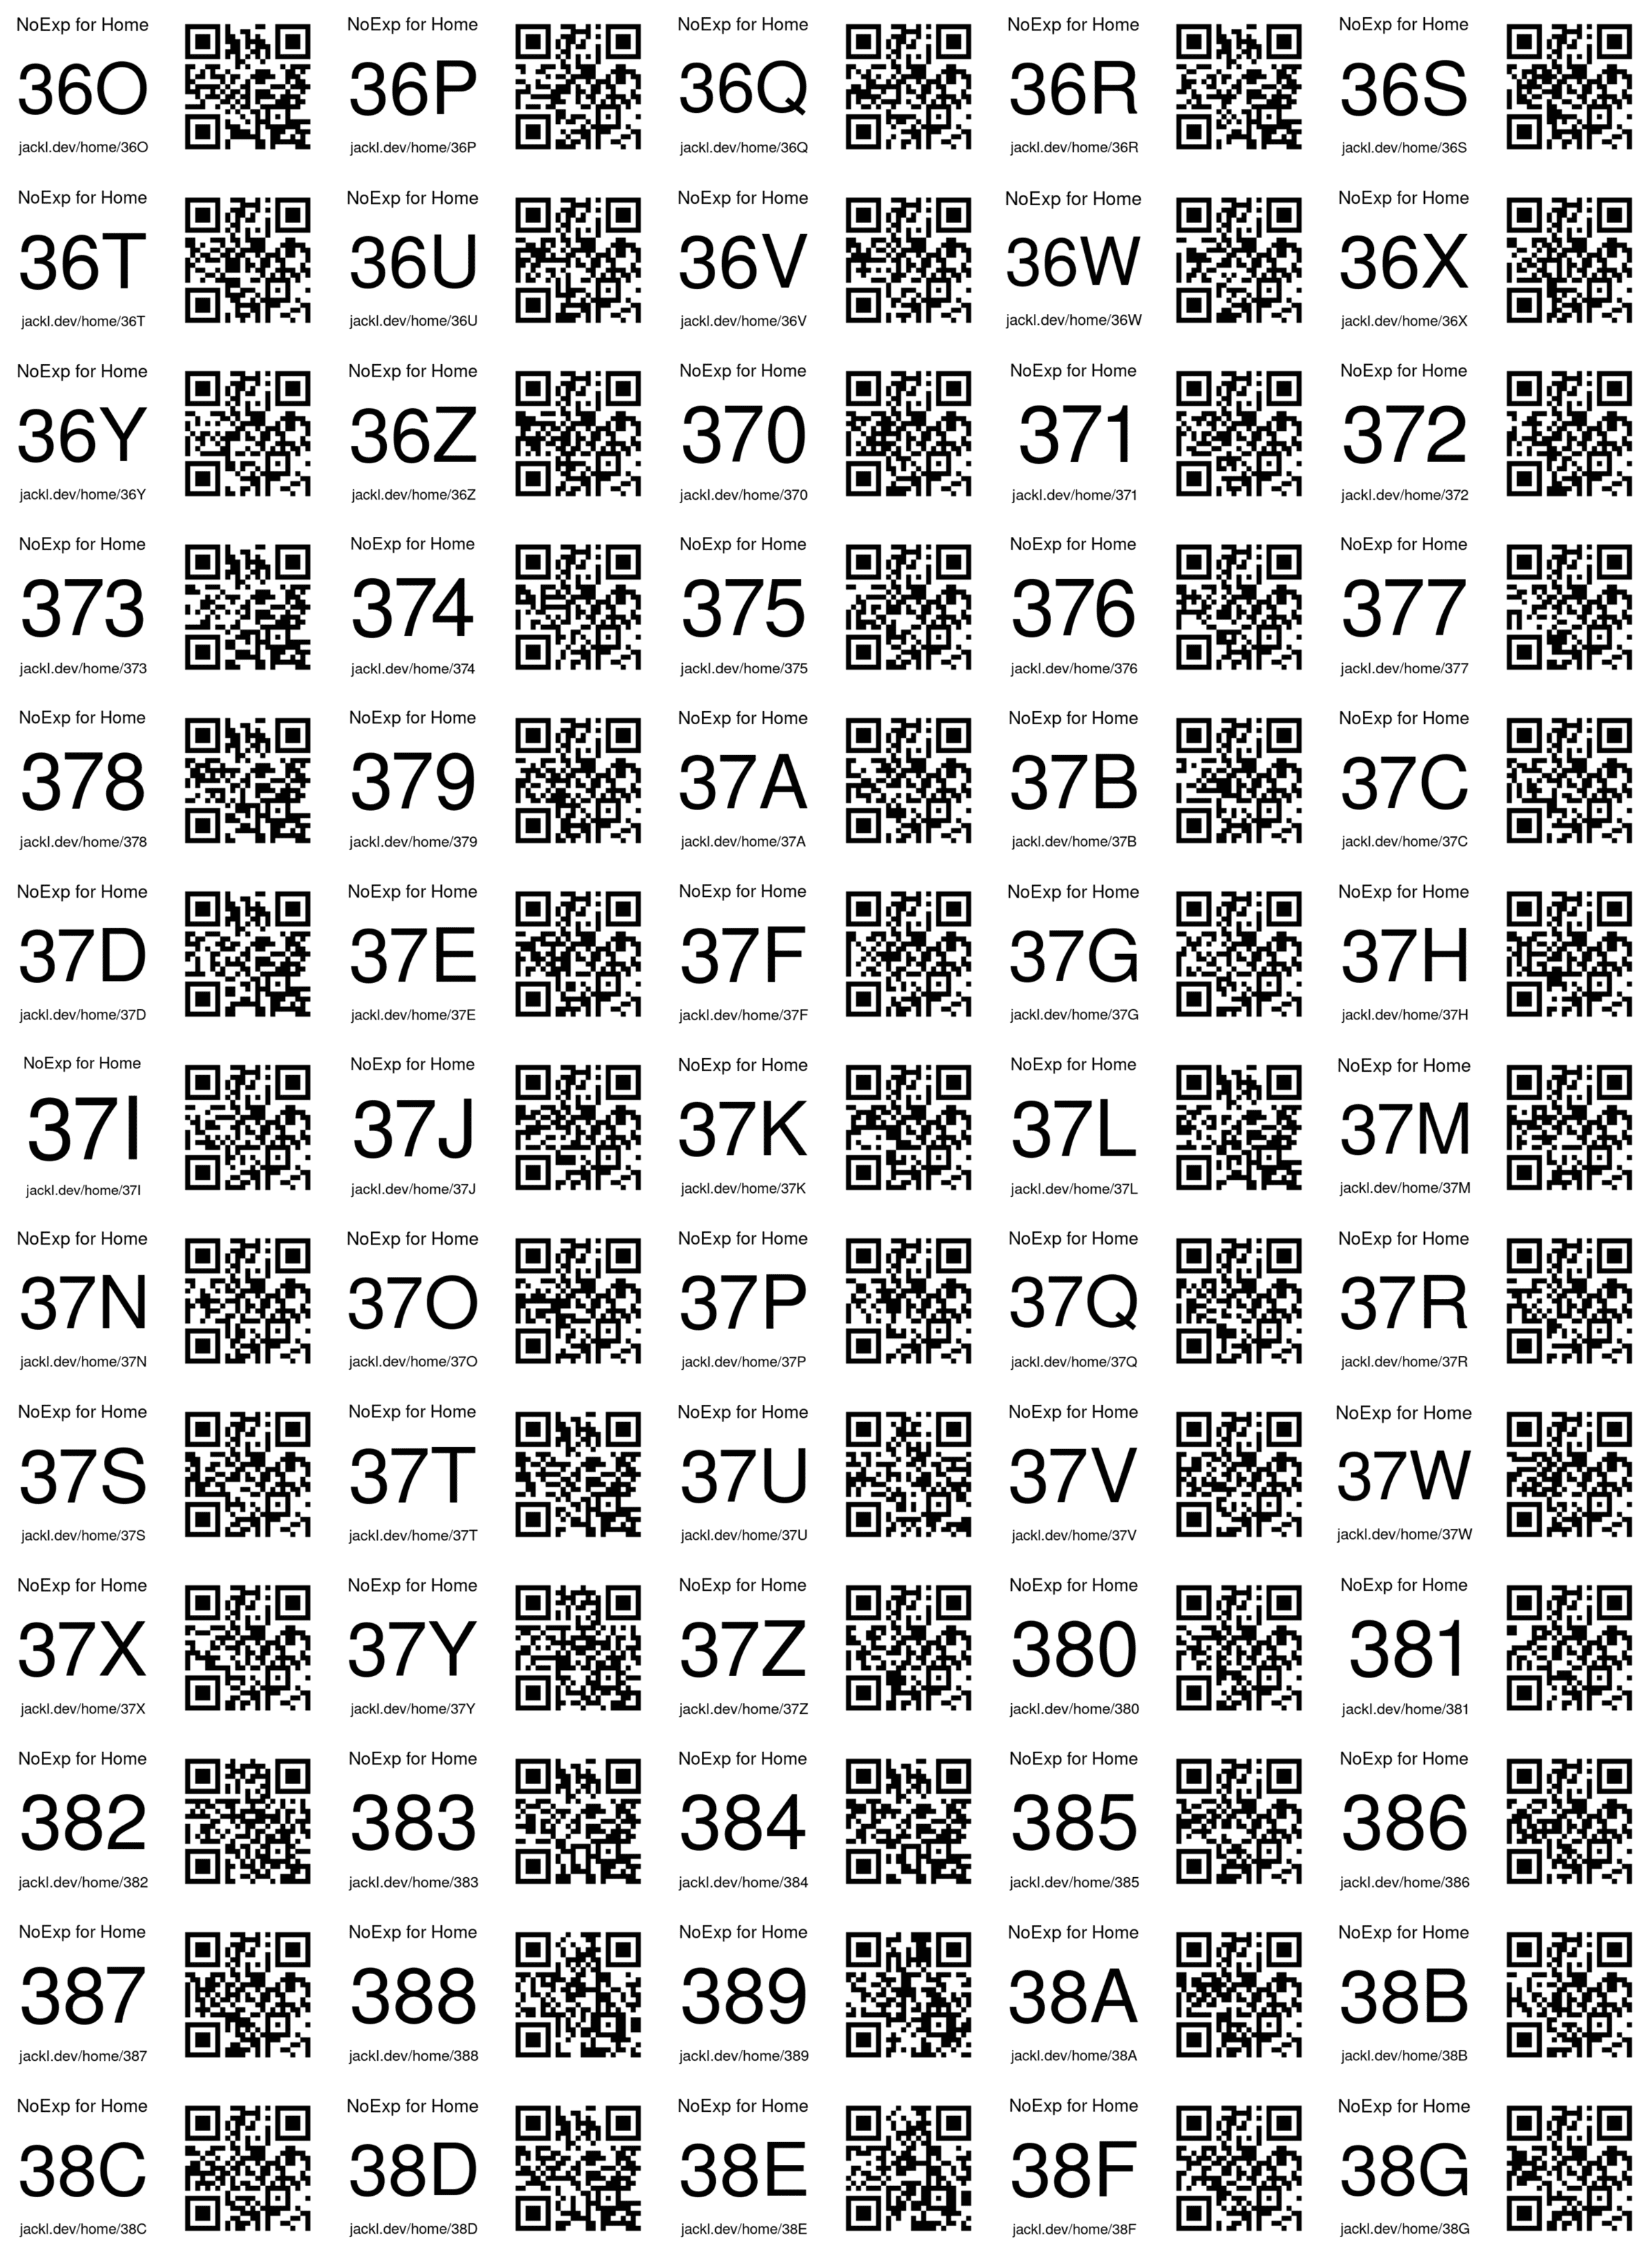 NoExp for Home
36O
jackl.dev/home/36O
NoExp for Home
36P
jackl.dev/home/36P
NoExp for Home
36Q
jackl.dev/home/36Q
NoExp for Home
36R
jackl.dev/home/36R
NoExp for Home
36S
jackl.dev/home/36S
NoExp for Home
36T
jackl.dev/home/36T
NoExp for Home
36U
jackl.dev/home/36U
NoExp for Home
36V
jackl.dev/home/36V
NoExp for Home
36W
jackl.dev/home/36W
NoExp for Home
36X
jackl.dev/home/36X
NoExp for Home
36Y
jackl.dev/home/36Y
NoExp for Home
36Z
jackl.dev/home/36Z
NoExp for Home
370
jackl.dev/home/370
NoExp for Home
371
jackl.dev/home/371
NoExp for Home
372
jackl.dev/home/372
NoExp for Home
373
jackl.dev/home/373
NoExp for Home
374
jackl.dev/home/374
NoExp for Home
375
jackl.dev/home/375
NoExp for Home
376
jackl.dev/home/376
NoExp for Home
377
jackl.dev/home/377
NoExp for Home
378
jackl.dev/home/378
NoExp for Home
379
jackl.dev/home/379
NoExp for Home
37A
jackl.dev/home/37A
NoExp for Home
37B
jackl.dev/home/37B
NoExp for Home
37C
jackl.dev/home/37C
NoExp for Home
37D
jackl.dev/home/37D
NoExp for Home
37E
jackl.dev/home/37E
NoExp for Home
37F
jackl.dev/home/37F
NoExp for Home
37G
jackl.dev/home/37G
NoExp for Home
37H
jackl.dev/home/37H
NoExp for Home
37I
jackl.dev/home/37I
NoExp for Home
37J
jackl.dev/home/37J
NoExp for Home
37K
jackl.dev/home/37K
NoExp for Home
37L
jackl.dev/home/37L
NoExp for Home
37M
jackl.dev/home/37M
NoExp for Home
37N
jackl.dev/home/37N
NoExp for Home
37O
jackl.dev/home/37O
NoExp for Home
37P
jackl.dev/home/37P
NoExp for Home
37Q
jackl.dev/home/37Q
NoExp for Home
37R
jackl.dev/home/37R
NoExp for Home
37S
jackl.dev/home/37S
NoExp for Home
37T
jackl.dev/home/37T
NoExp for Home
37U
jackl.dev/home/37U
NoExp for Home
37V
jackl.dev/home/37V
NoExp for Home
37W
jackl.dev/home/37W
NoExp for Home
37X
jackl.dev/home/37X
NoExp for Home
37Y
jackl.dev/home/37Y
NoExp for Home
37Z
jackl.dev/home/37Z
NoExp for Home
380
jackl.dev/home/380
NoExp for Home
381
jackl.dev/home/381
NoExp for Home
382
jackl.dev/home/382
NoExp for Home
383
jackl.dev/home/383
NoExp for Home
384
jackl.dev/home/384
NoExp for Home
385
jackl.dev/home/385
NoExp for Home
386
jackl.dev/home/386
NoExp for Home
387
jackl.dev/home/387
NoExp for Home
388
jackl.dev/home/388
NoExp for Home
389
jackl.dev/home/389
NoExp for Home
38A
jackl.dev/home/38A
NoExp for Home
38B
jackl.dev/home/38B
NoExp for Home
38C
jackl.dev/home/38C
NoExp for Home
38D
jackl.dev/home/38D
NoExp for Home
38E
jackl.dev/home/38E
NoExp for Home
38F
jackl.dev/home/38F
NoExp for Home
38G
jackl.dev/home/38G